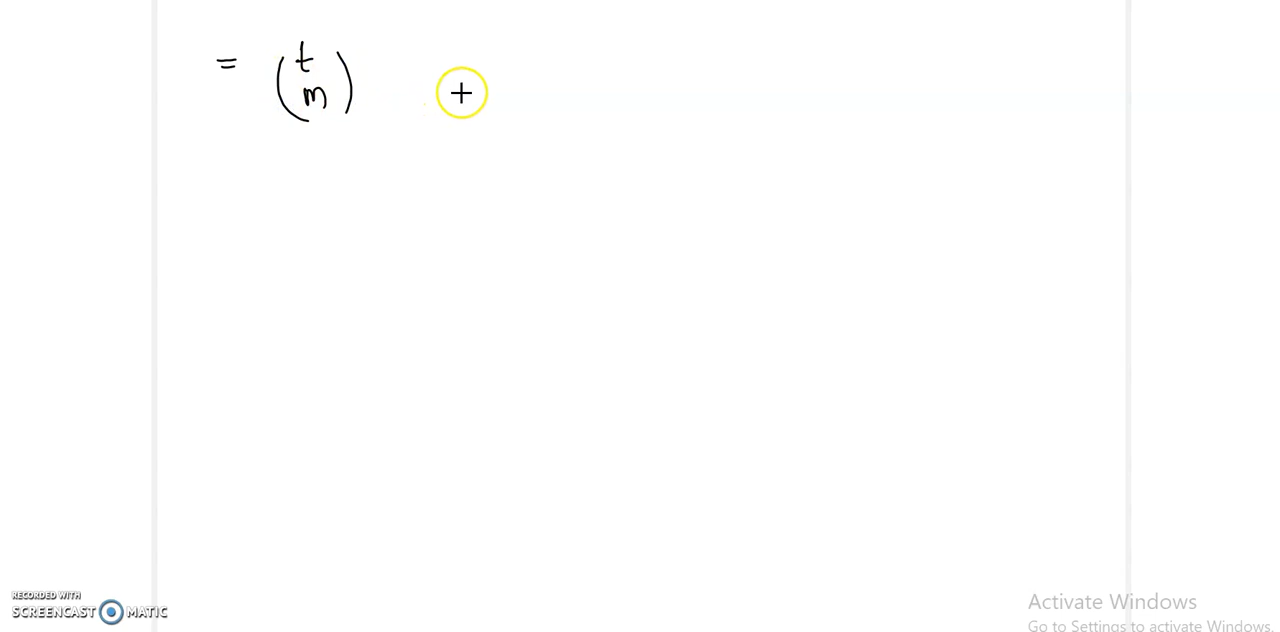 = (t
m)
RECORDED WITH
SCREENCAST MATIC
Activate Windows
Go to Settings to activate Windows.